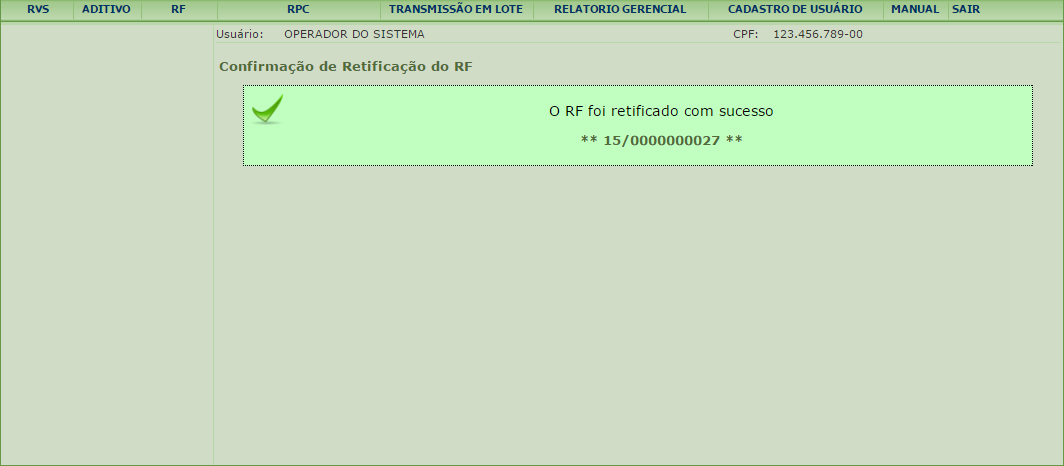 RVS ADITIVO RF RPC TRANSMISSÃO EM LOTE RELATORIO GERENCIAL CADASTRO DE USUÁRIO MANUAL SAIR
Usuário: OPERADOR DO SISTEMA CPF: 123.456.789-00
Confirmação de Retificação do RF
O RF foi retificado com sucesso
** 15/0000000027 **